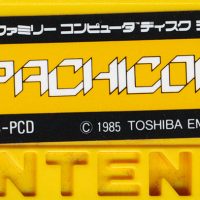 ファミリー コンピュータ ディスク
PACHICO
-PCD © 1985 TOSHIBA EM
NTEN